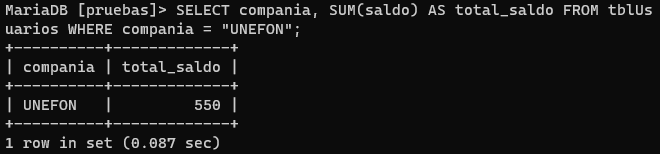 MariaDB [pruebas]> SELECT compania, SUM(saldo) AS total_saldo FROM tblUs
uarios WHERE compania = "UNEFON";
+----------+-------------+
| compania | total_saldo |
+----------+-------------+
| UNEFON   |         550 |
+----------+-------------+
1 row in set (0.087 sec)